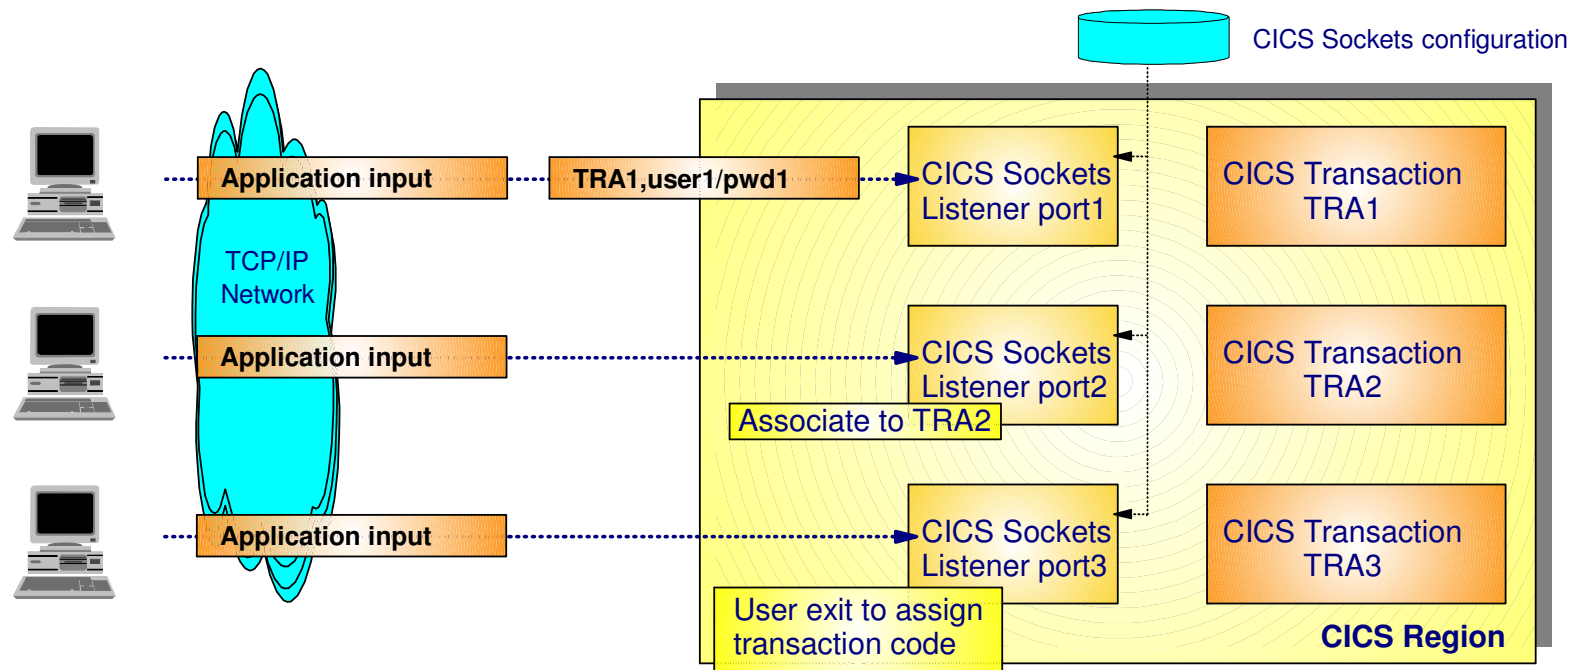 CICS Sockets configuration
Application input
TRA1,user1/pwd1
CICS Sockets
Listener port1
CICS Transaction
TRA1
TCP/IP
Network
Application input
CICS Sockets
Listener port2
Associate to TRA2
CICS Transaction
TRA2
Application input
CICS Sockets
Listener port3
User exit to assign
transaction code
CICS Transaction
TRA3
CICS Region